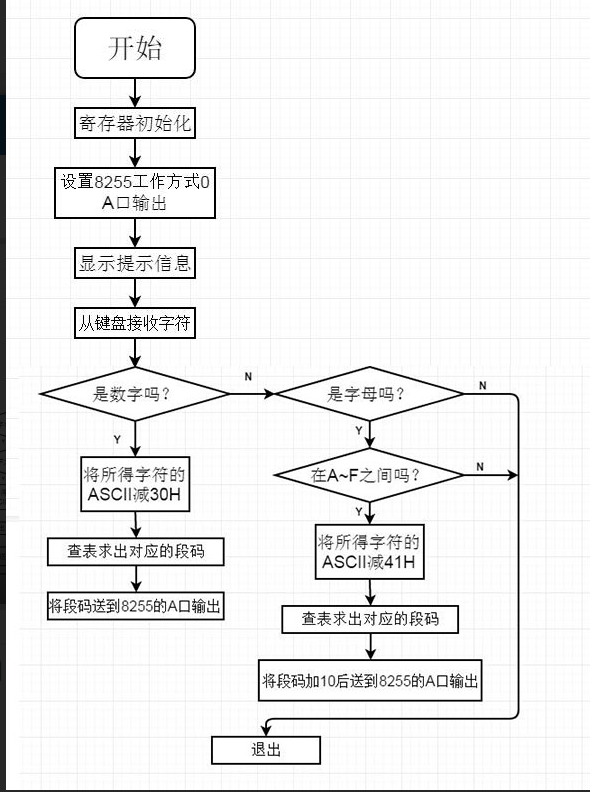 开始
寄存器初始化
设置8255工作方式0
A口输出
显示提示信息
从键盘接收字符
是数字吗？
N
是字母吗？
N
Y
Y
在A~F之间吗？
N
将所得字符的
ASCII减30H
Y
将所得字符的
ASCII减41H
查表求出对应的段码
将段码送到8255的A口输出
查表求出对应的段码
将段码加10后送到8255的A口输出
退出